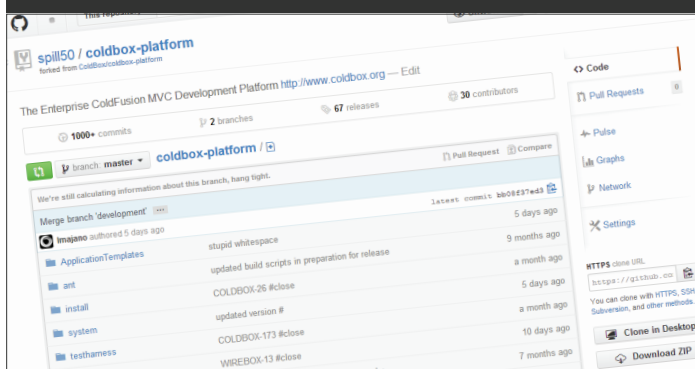 This repository
spill50 / coldbox-platform
forked from ColdBox/coldbox-platform
The Enterprise ColdFusion MVC Development Platform http://www.coldbox.org — Edit
1000+ commits
2 branches
67 releases
30 contributors
branch: master
coldbox-platform /
Pull Request
Compare
We're still calculating information about this branch, hang tight.
Merge branch 'development'
lmajano authored 5 days ago
latest commit bb08f37ed3
ApplicationTemplates
stupid whitespace
5 days ago
ant
updated build scripts in preparation for release
9 months ago
install
COLDBOX-26 #close
a month ago
system
updated version #
5 days ago
testharness
COLDBOX-173 #close
a month ago
WIREBOX-13 #close
10 days ago
7 months ago
Code
Pull Requests
0
Pulse
Graphs
Network
Settings
HTTPS clone URL
https://github.co
You can clone with HTTPS, SSH
Subversion, and other methods.
Clone in Desktop
Download ZIP